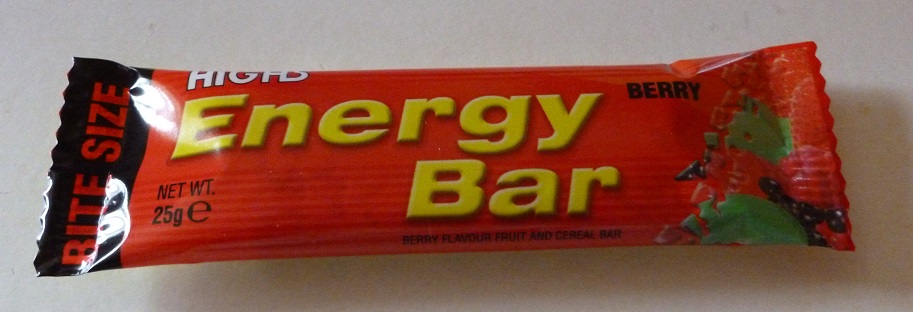 BITE SIZE
HIGH5
Energy
Bar
BERRY
NET WT.
25g ℮
BERRY FLAVOUR FRUIT AND CEREAL BAR